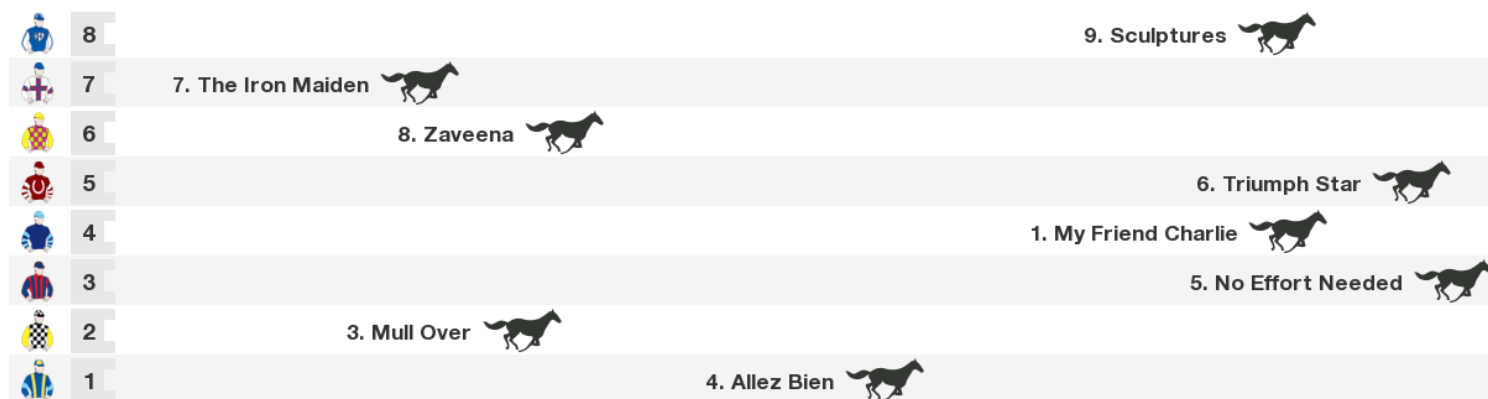 8 9. Sculptures
7 7. The Iron Maiden
6 8. Zaveena
5 6. Triumph Star
4 1. My Friend Charlie
3 5. No Effort Needed
2 3. Mull Over
1 4. Allez Bien